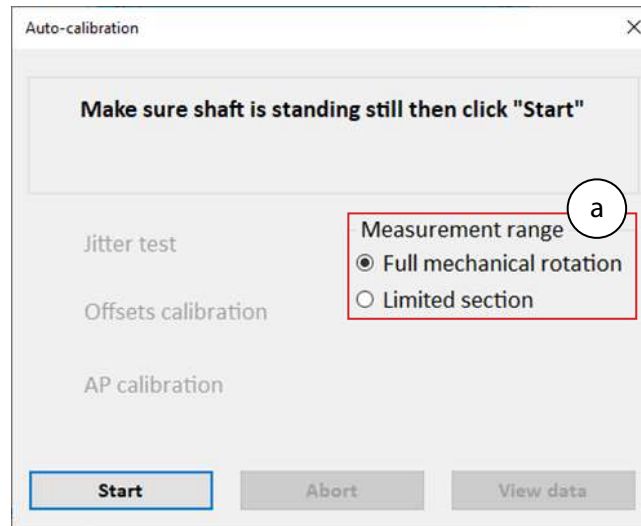 Auto-calibration
Make sure shaft is standing still then click "Start"
a
Measurement range
Jitter test
Full mechanical rotation
Limited section
Offsets calibration
AP calibration
Start Abort View data